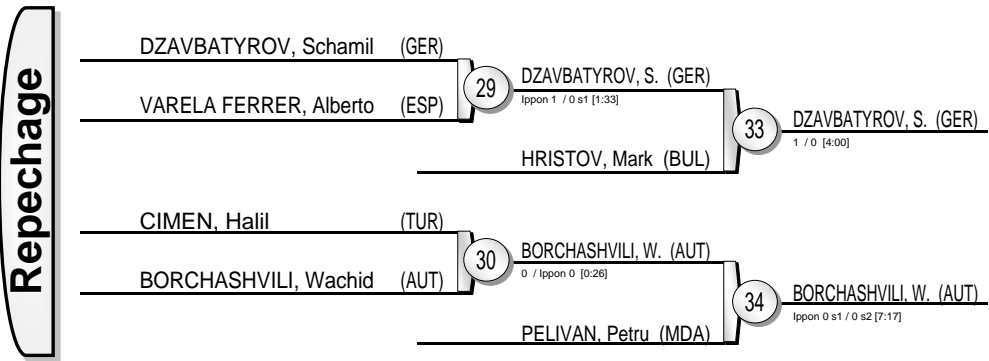 Repechage
DZAVBATYROV, Schamil (GER)
29
VARELA FERRER, Alberto (ESP)
DZAVBATYROV, S. (GER)
Ippon 1 / 0 s1 [1:33]
33
HRISTOV, Mark (BUL)
DZAVBATYROV, S. (GER)
1 / 0 [4:00]
CIMEN, Halil (TUR)
30
BORCHASHVILI, Wachid (AUT)
BORCHASHVILI, W. (AUT)
0 / Ippon 0 [0:26]
34
PELIVAN, Petru (MDA)
BORCHASHVILI, W. (AUT)
Ippon 0 s1 / 0 s2 [7:17]